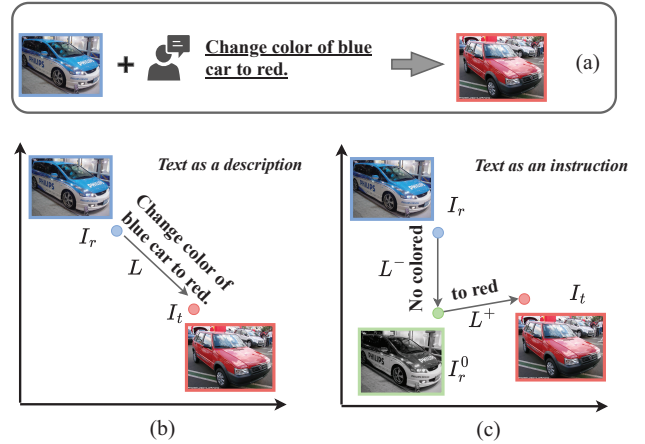 Change color of blue
car to red.
(a)
Text as a description
I_r
L
Change color of
blue car to red.
I_t
(b)
Text as an instruction
I_r
L^-
No colored
to red
L^+
I_t
PHILIPS
I_r^0
(c)